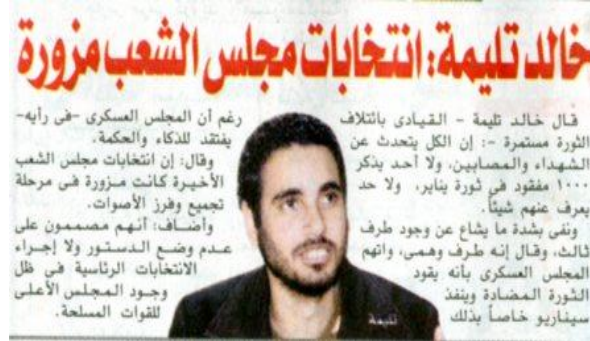 خالد تليمة: انتخابات مجلس الشعب مزورة
قال خالد تليمة - القيادى بائتلاف
الثورة مستمرة -: إن الكل يتحدث عن
الشهداء والمصابين، ولا أحد يذكر
١٠٠٠ مفقود فى ثورة يناير، ولا حد
يعرف عنهم شيئاً.
ونفى بشدة ما يشاع عن وجود طرف
ثالث، وقال إنه طرف وهمى، واتهم
المجلس العسكرى بأنه يقود
الثورة المضادة وينفذ
سيناريو خاصاً بذلك
رغم أن المجلس العسكرى -فى رأيه-
يفتقد للذكاء والحكمة.
وقال: إن انتخابات مجلس الشعب
الأخيرة كانت مزورة فى مرحلة
تجميع وفرز الأصوات.
وأضاف: أنهم مصممون على
عدم وضع الدستور ولا إجراء
الانتخابات الرئاسية فى ظل
وجود المجلس الأعلى
للقوات المسلحة.
تليمة